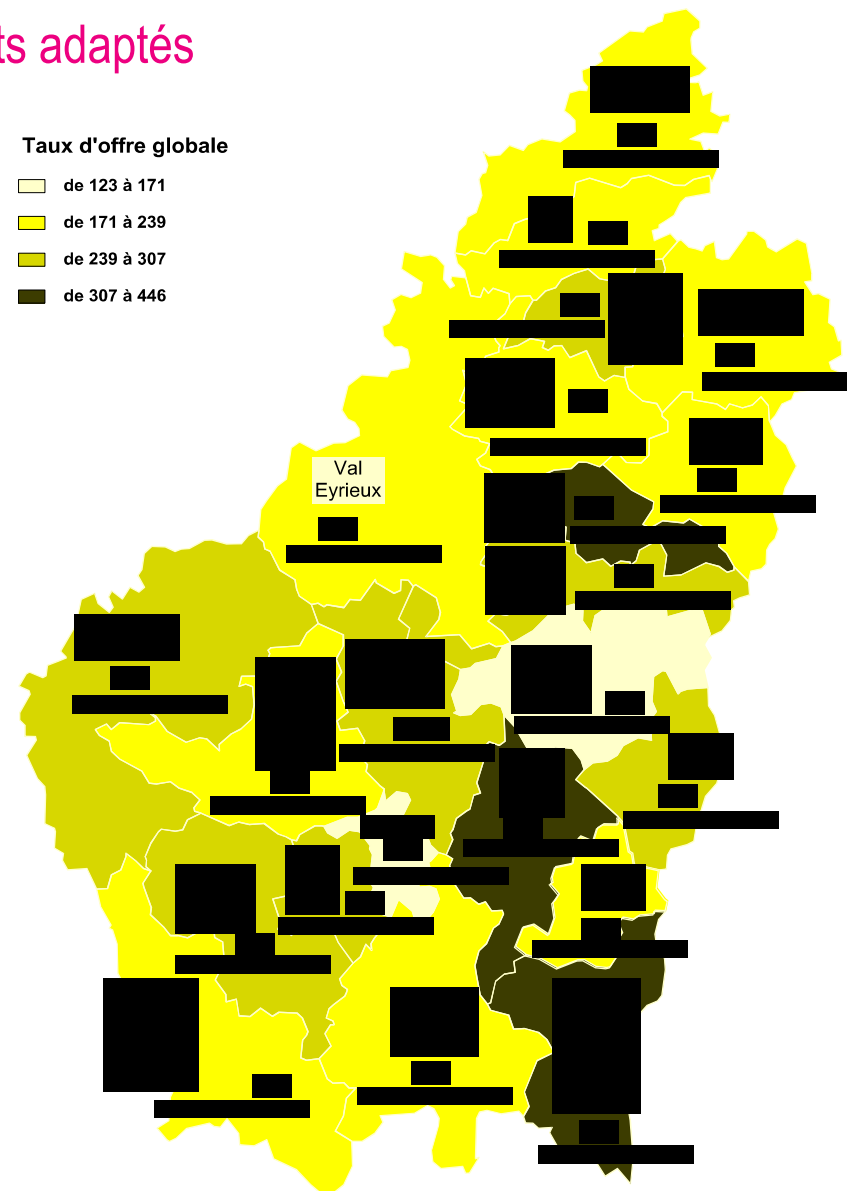 ts adaptés
Taux d'offre globale
de 123 à 171
de 171 à 239
de 239 à 307
de 307 à 446
Val
Eyrieux